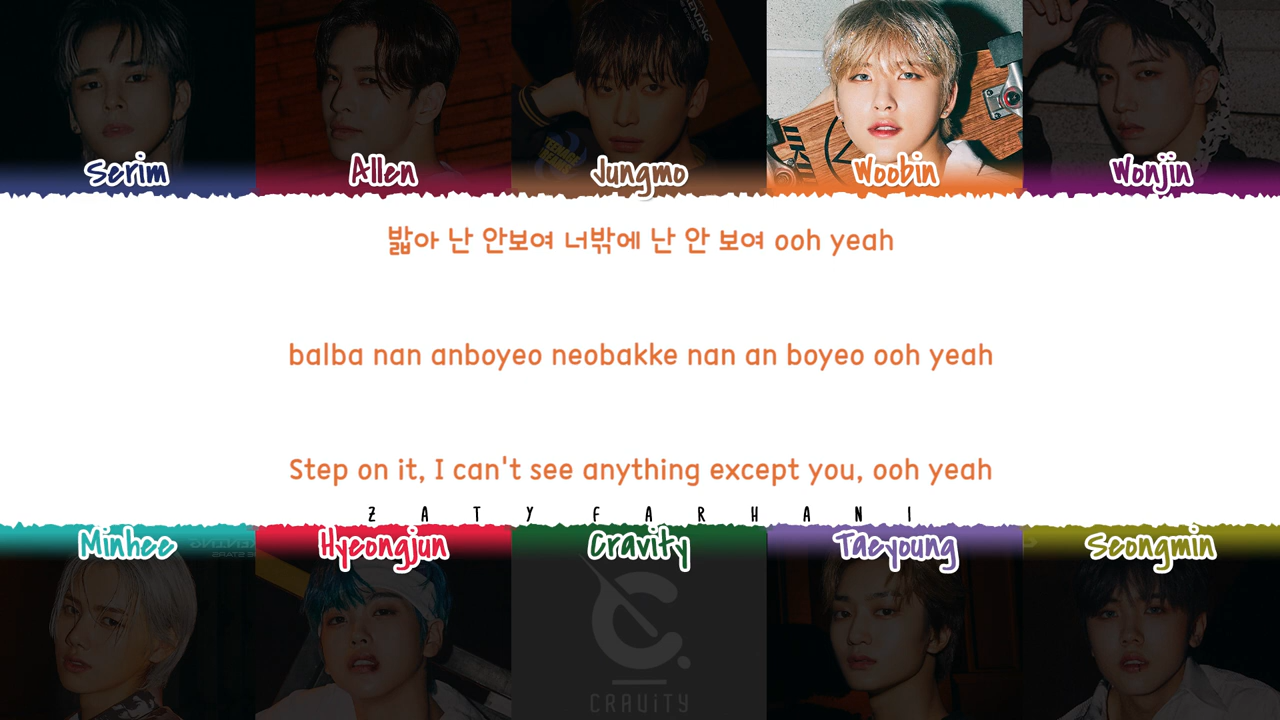 Serim Allen Jungmo Woobin Wonjin
밟아 난 안보여 너밖에 난 안 보여 ooh yeah
balba nan anboyeo neobakke nan an boyeo ooh yeah
Step on it, I can't see anything except you, ooh yeah
ZATY FARHANI
Minhee Hyeongjun Cravity Taeyoung Seongmin
CRAViTY